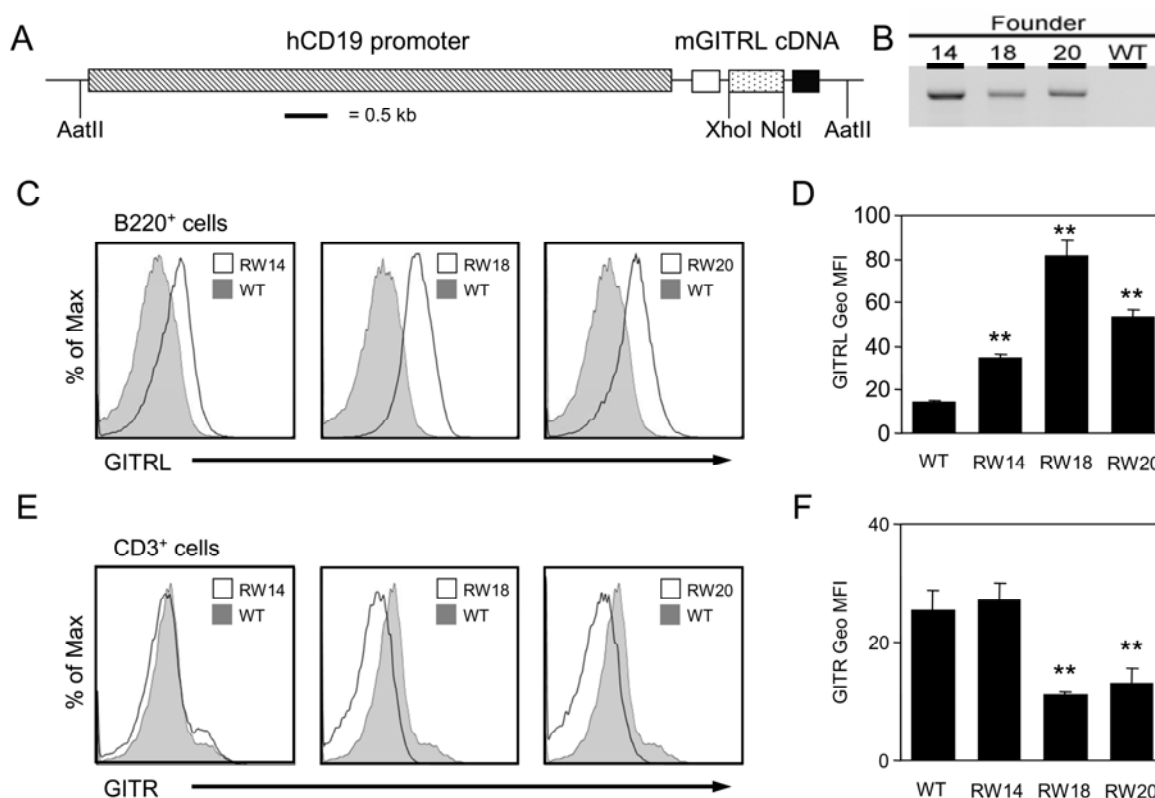 A
hCD19 promoter
mGITRL cDNA
AatII
= 0.5 kb
XhoI
NotI
AatII
B
Founder
14 18 20 WT
C
B220⁺ cells
% of Max
RW14
WT
RW18
WT
RW20
WT
GITRL
D
GITRL Geo MFI
100
80
60
40
20
0
**
**
**
WT RW14 RW18 RW20
E
CD3⁺ cells
% of Max
RW14
WT
RW18
WT
RW20
WT
GITR
F
GITR Geo MFI
40
20
0
**
**
WT RW14 RW18 RW20